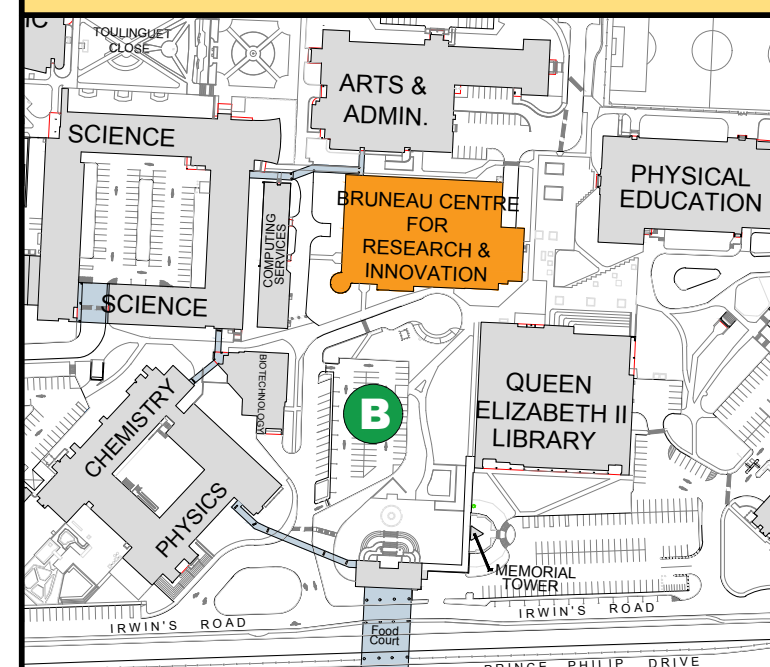 TOULINGUET
CLOSE
ARTS &
ADMIN.
SCIENCE
PHYSICAL
EDUCATION
BRUNEAU CENTRE
FOR
RESEARCH &
INNOVATION
COMPUTING
SERVICES
SCIENCE
BIOTECHNOLOGY
CHEMISTRY
QUEEN
ELIZABETH II
LIBRARY
B
PHYSICS
MEMORIAL
TOWER
IRWIN'S ROAD
IRWIN'S ROAD
Food
Court
PRINCE PHILIP DRIVE